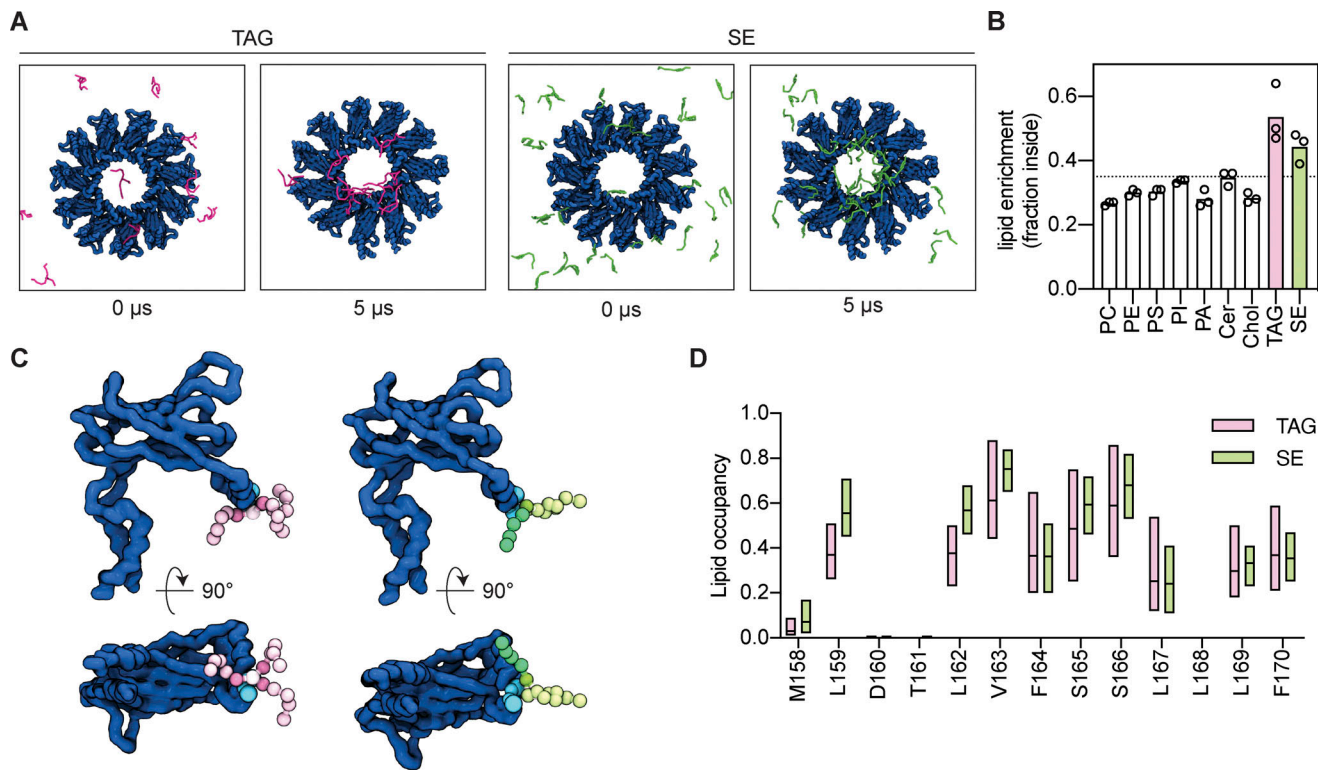 A
TAG
SE
0 µs
5 µs
0 µs
5 µs
B
lipid enrichment
(fraction inside)
0.6
0.4
0.2
0.0
PC
PE
PS
PI
PA
Cer
Chol
TAG
SE
C
90°
90°
D
Lipid occupancy
1.0
0.8
0.6
0.4
0.2
0.0
TAG
SE
M158
L159
D160
T161
L162
V163
F164
S165
S166
L167
L168
L169
F170